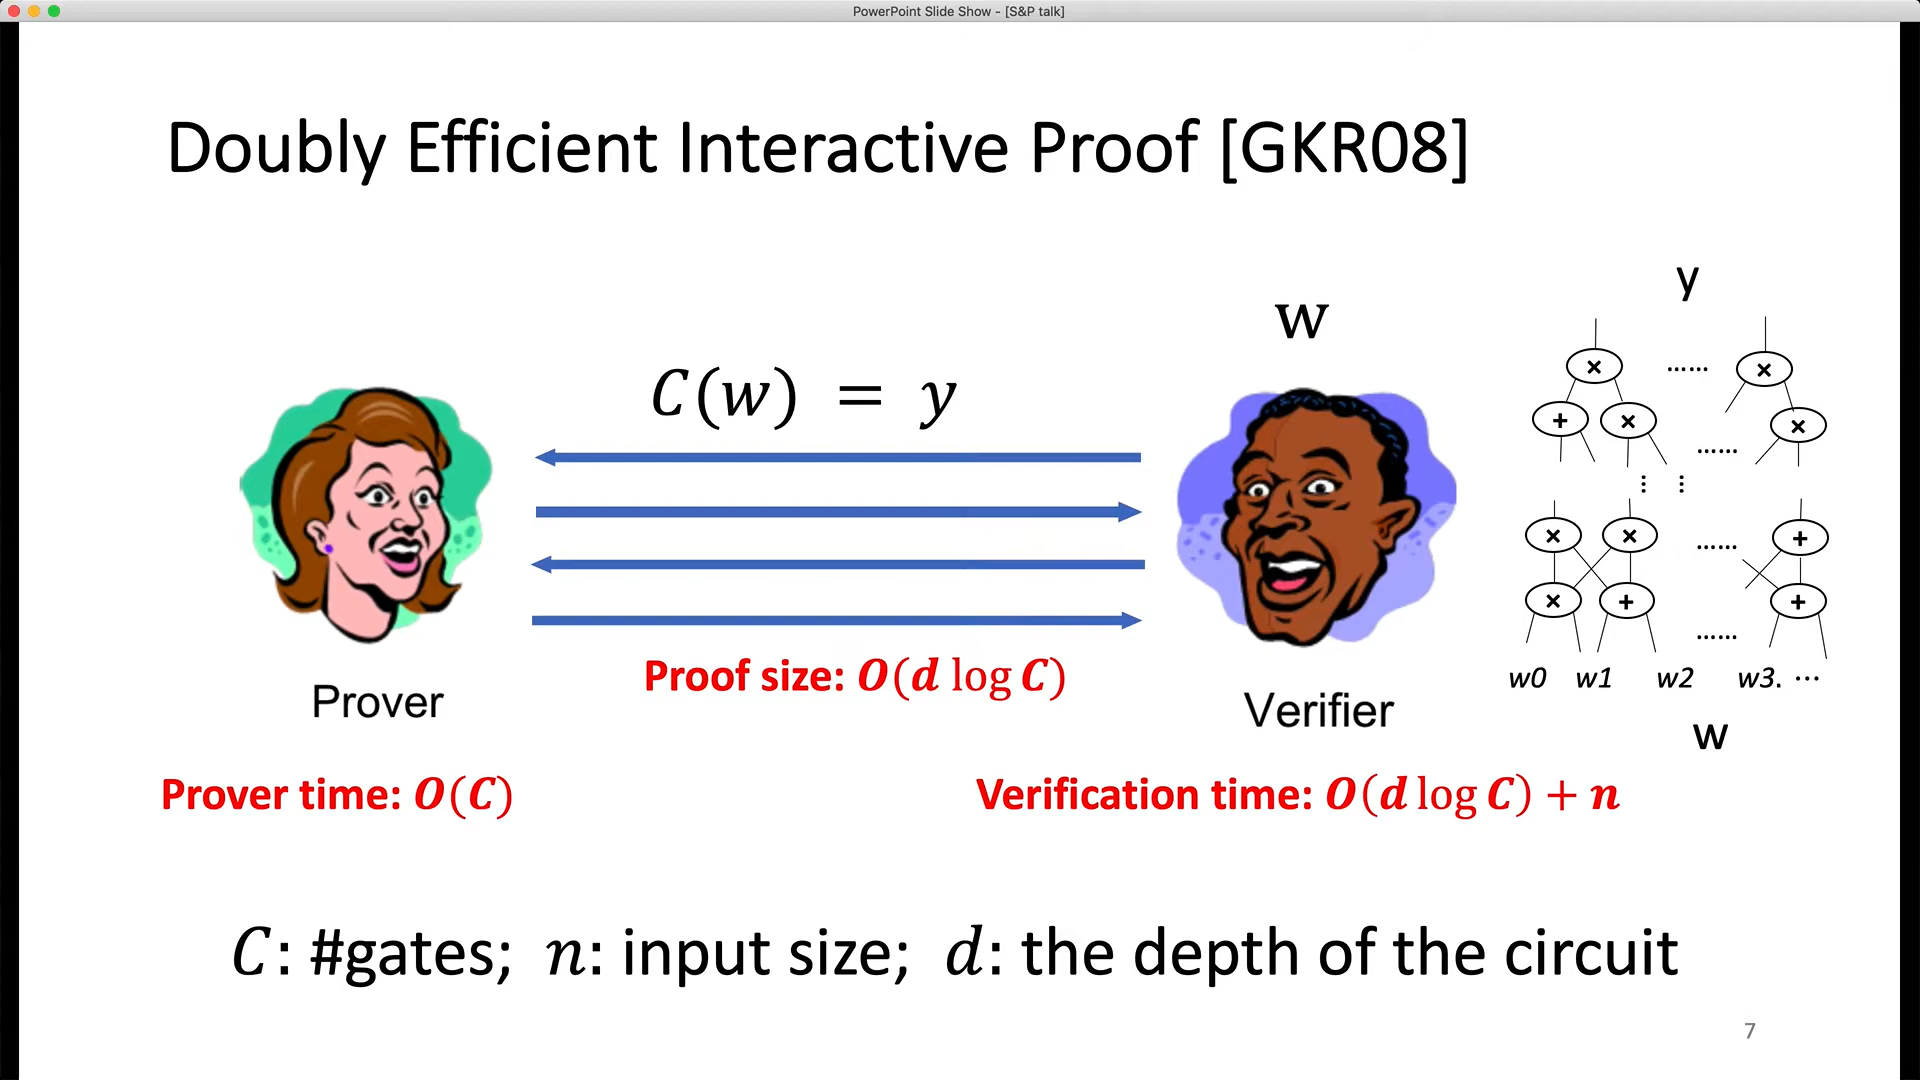 PowerPoint Slide Show - [S&P talk]
Doubly Efficient Interactive Proof [GKR08]
y
w
C(w) = y
× ...... ×
+ × ...... ×
⋮ ⋮
× × ...... +
× + ...... +
w0 w1 w2 w3. ⋯
w
Proof size: O(d log C)
Prover
Verifier
Prover time: O(C)
Verification time: O(d log C) + n
C: #gates; n: input size; d: the depth of the circuit
7